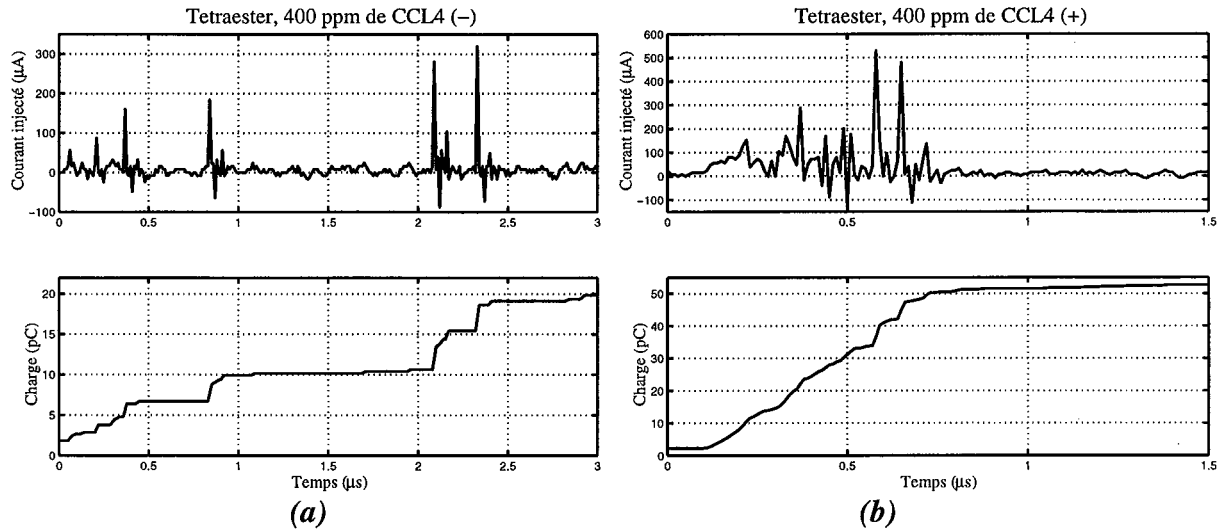 Tetraester, 400 ppm de CCL4 (−)
Courant injecté (µA)
300
200
100
0
−100
0 0.5 1 1.5 2 2.5 3
Charge (pC)
20
15
10
5
0
0 0.5 1 1.5 2 2.5 3
Temps (µs)
(a)
Tetraester, 400 ppm de CCL4 (+)
Courant injecté (µA)
600
500
400
300
200
100
0
−100
0 0.5 1 1.5
Charge (pC)
50
40
30
20
10
0
0 0.5 1 1.5
Temps (µs)
(b)